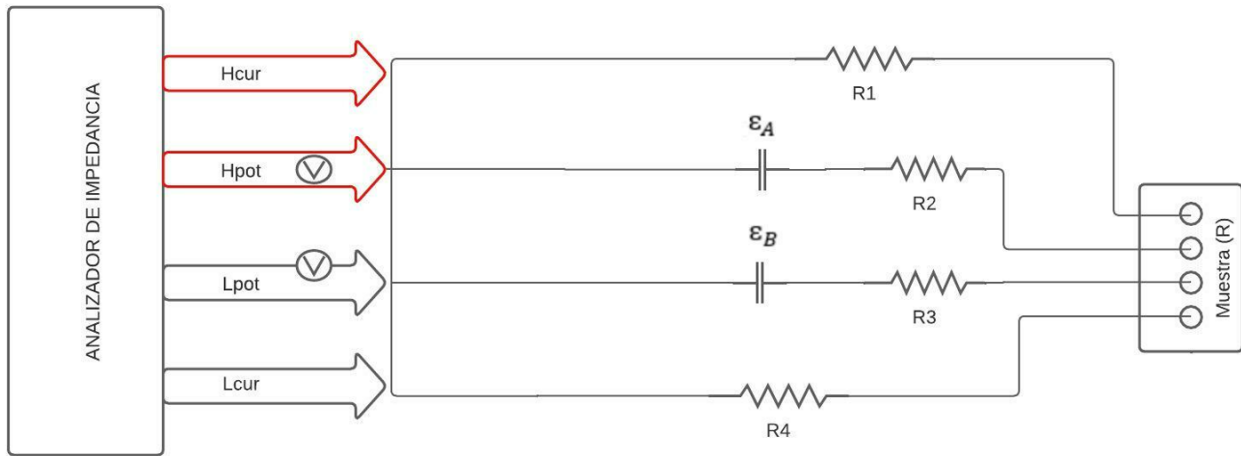 ANALIZADOR DE IMPEDANCIA
Hcur
R1
εA
Hpot
V
R2
εB
V
Lpot
R3
Muestra (R)
Lcur
R4